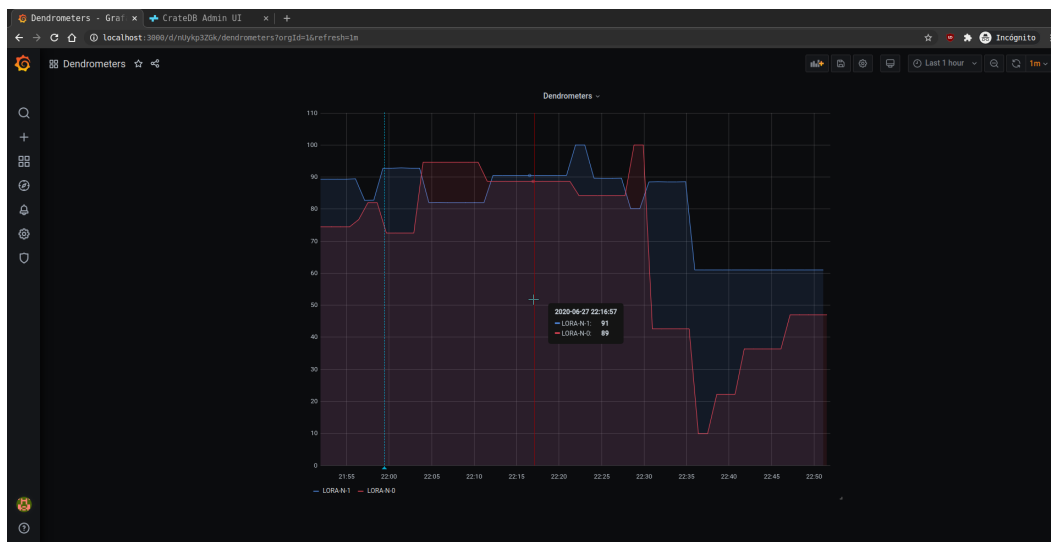 Dendrometers - Graf
CrateDB Admin UI
localhost:3000/d/nUykp3ZGk/dendrometers?orgId=1&refresh=1m
Incógnito
Dendrometers
Last 1 hour
1m
Dendrometers
110
100
90
80
70
60
50
40
30
20
10
0
2020-06-27 22:16:57
LORA-N-1: 91
LORA-N-0: 89
21:55 22:00 22:05 22:10 22:15 22:20 22:25 22:30 22:35 22:40 22:45 22:50
LORA-N-1 LORA-N-0